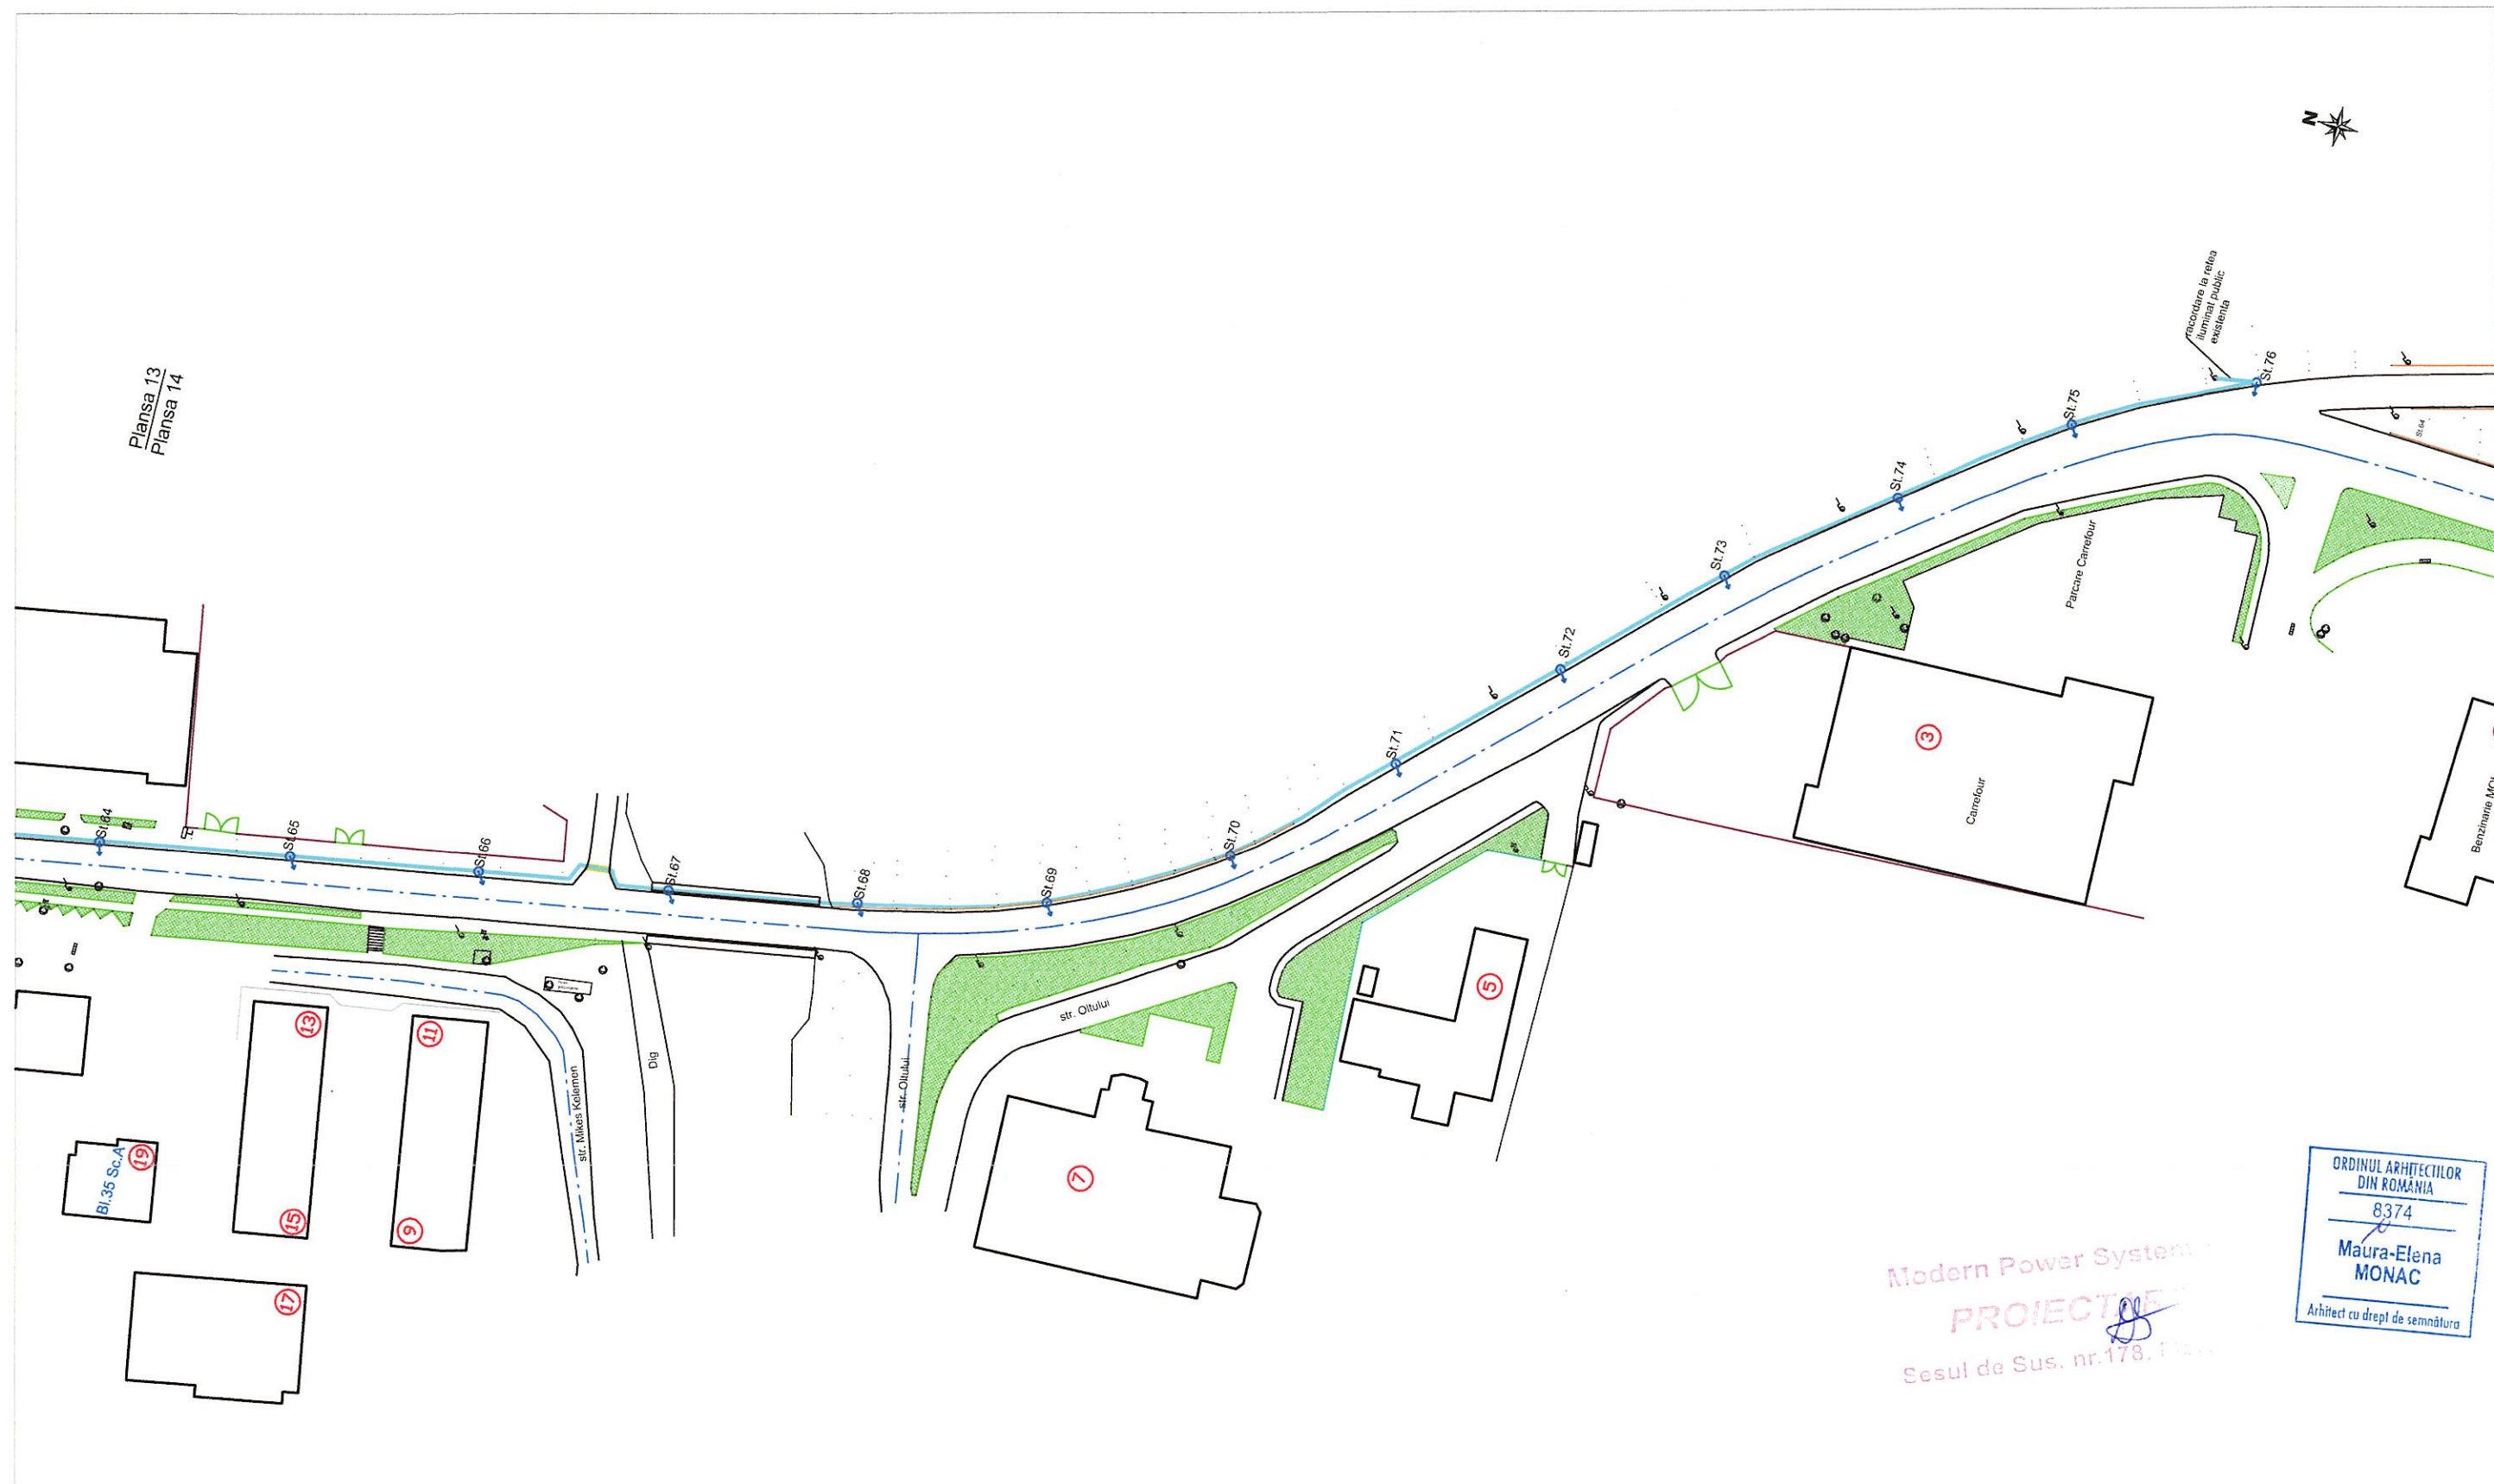 Plansa 13
Plansa 14
N
racordare la retea
iluminat public
existenta
St.64
St.65
St.66
St.67
St.68
St.69
St.70
St.71
St.72
St.73
St.74
St.75
St.76
St.64
Parcare Carrefour
3
Carrefour
Benzinarie
5
str. Oltului
str. Oltului
7
Dig
str. Mikes Kelemen
13
11
15
9
19
Bl.35 Sc.A
17
Modern Power System
PROIECTARE
Sesul de Sus, nr.178,
ORDINUL ARHITECTILOR
DIN ROMÂNIA
8374
Maura-Elena
MONAC
Arhitect cu drept de semnătura